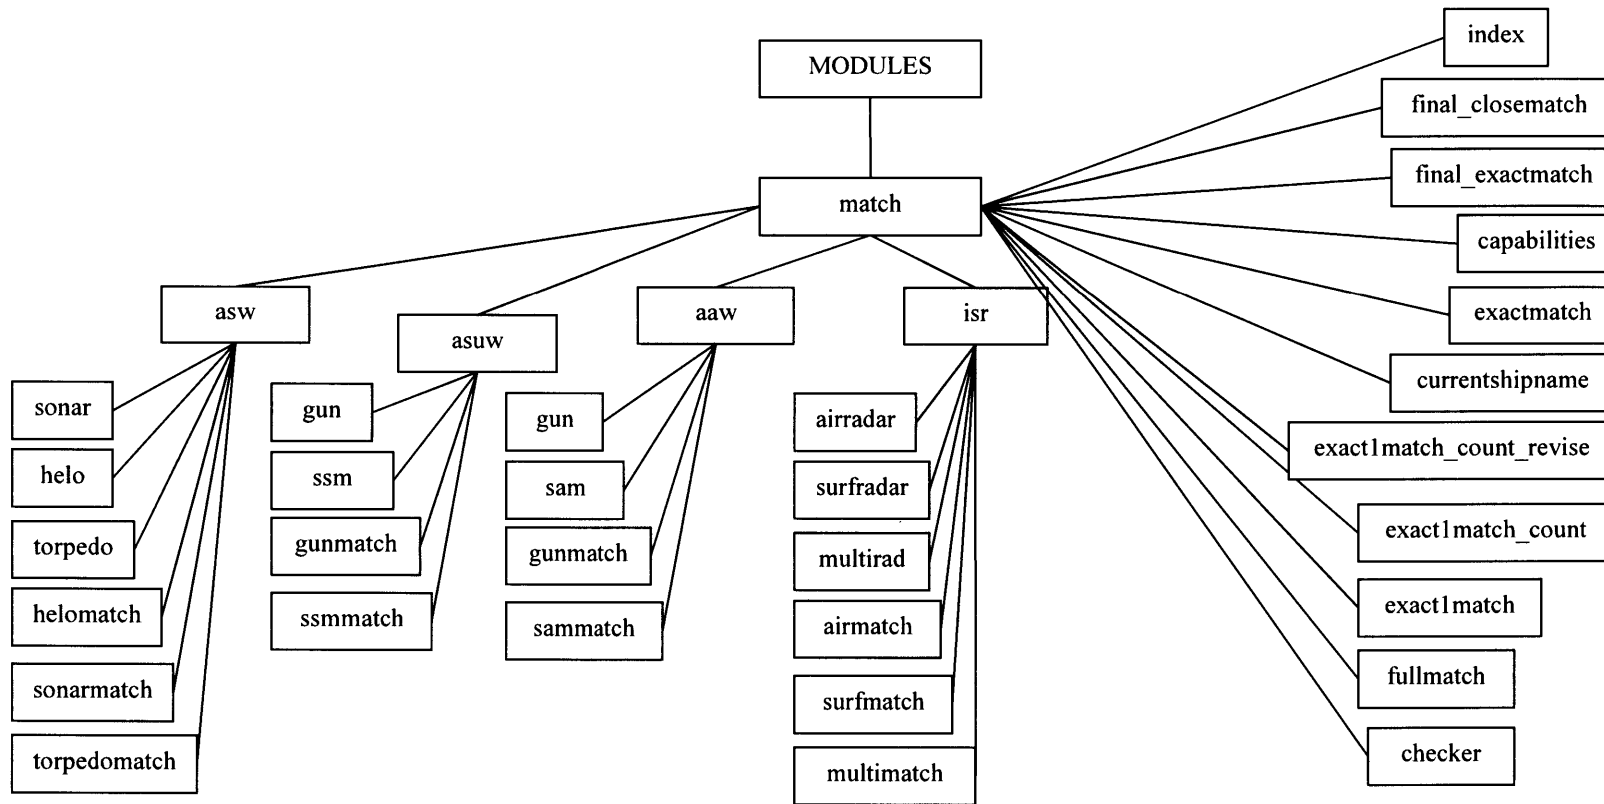 MODULES
match
asw
asuw
aaw
isr
sonar
helo
torpedo
helomatch
sonarmatch
torpedomatch
gun
ssm
gunmatch
ssmmatch
gun
sam
gunmatch
sammatch
airradar
surfradar
multirad
airmatch
surfmatch
multimatch
index
final_closematch
final_exactmatch
capabilities
exactmatch
currentshipname
exact1match_count_revise
exact1match_count
exact1match
fullmatch
checker